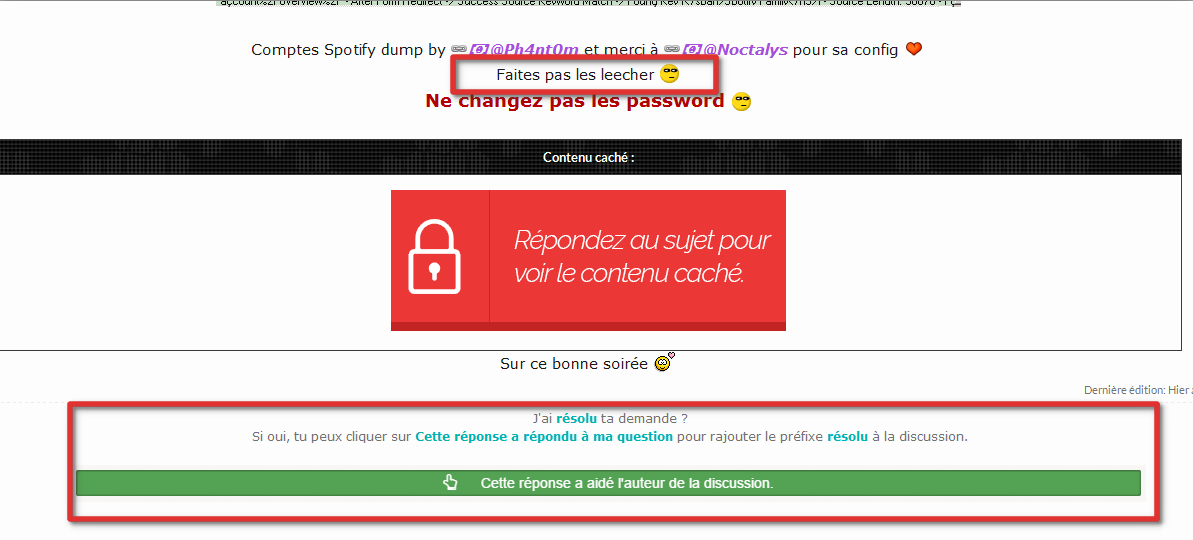 Comptes Spotify dump by @Ph4nt0m et merci à @Noctalys pour sa config
Faites pas les leecher
Ne changez pas les password
Contenu caché :
Répondez au sujet pour
voir le contenu caché.
Sur ce bonne soirée
Dernière édition: Hier
J'ai résolu ta demande ?
Si oui, tu peux cliquer sur Cette réponse a répondu à ma question pour rajouter le préfixe résolu à la discussion.
Cette réponse a aidé l'auteur de la discussion.